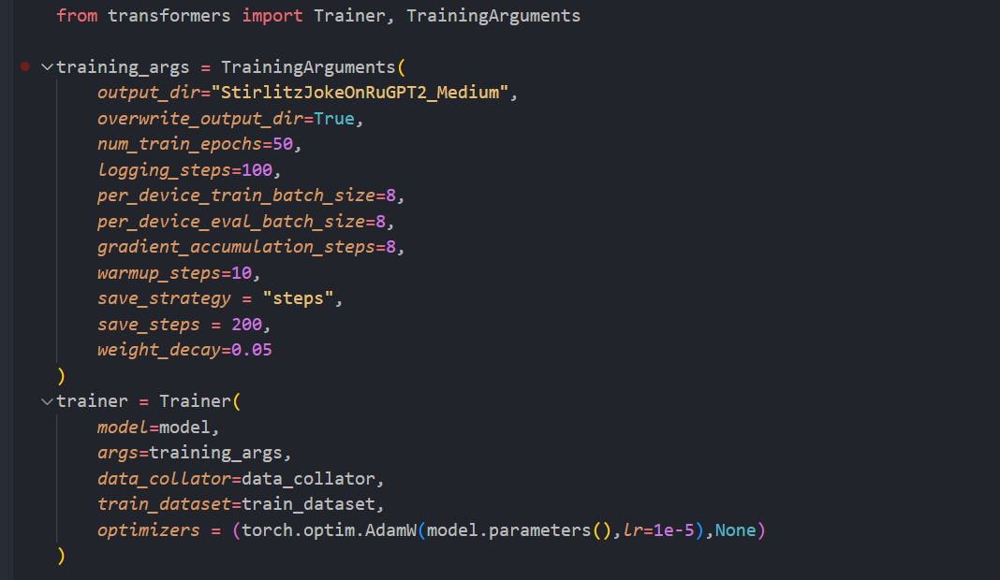 from transformers import Trainer, TrainingArguments
training_args = TrainingArguments(
output_dir="StirlitzJokeOnRuGPT2_Medium",
overwrite_output_dir=True,
num_train_epochs=50,
logging_steps=100,
per_device_train_batch_size=8,
per_device_eval_batch_size=8,
gradient_accumulation_steps=8,
warmup_steps=10,
save_strategy = "steps",
save_steps = 200,
weight_decay=0.05
)
trainer = Trainer(
model=model,
args=training_args,
data_collator=data_collator,
train_dataset=train_dataset,
optimizers = (torch.optim.AdamW(model.parameters(),lr=1e-5),None)
)